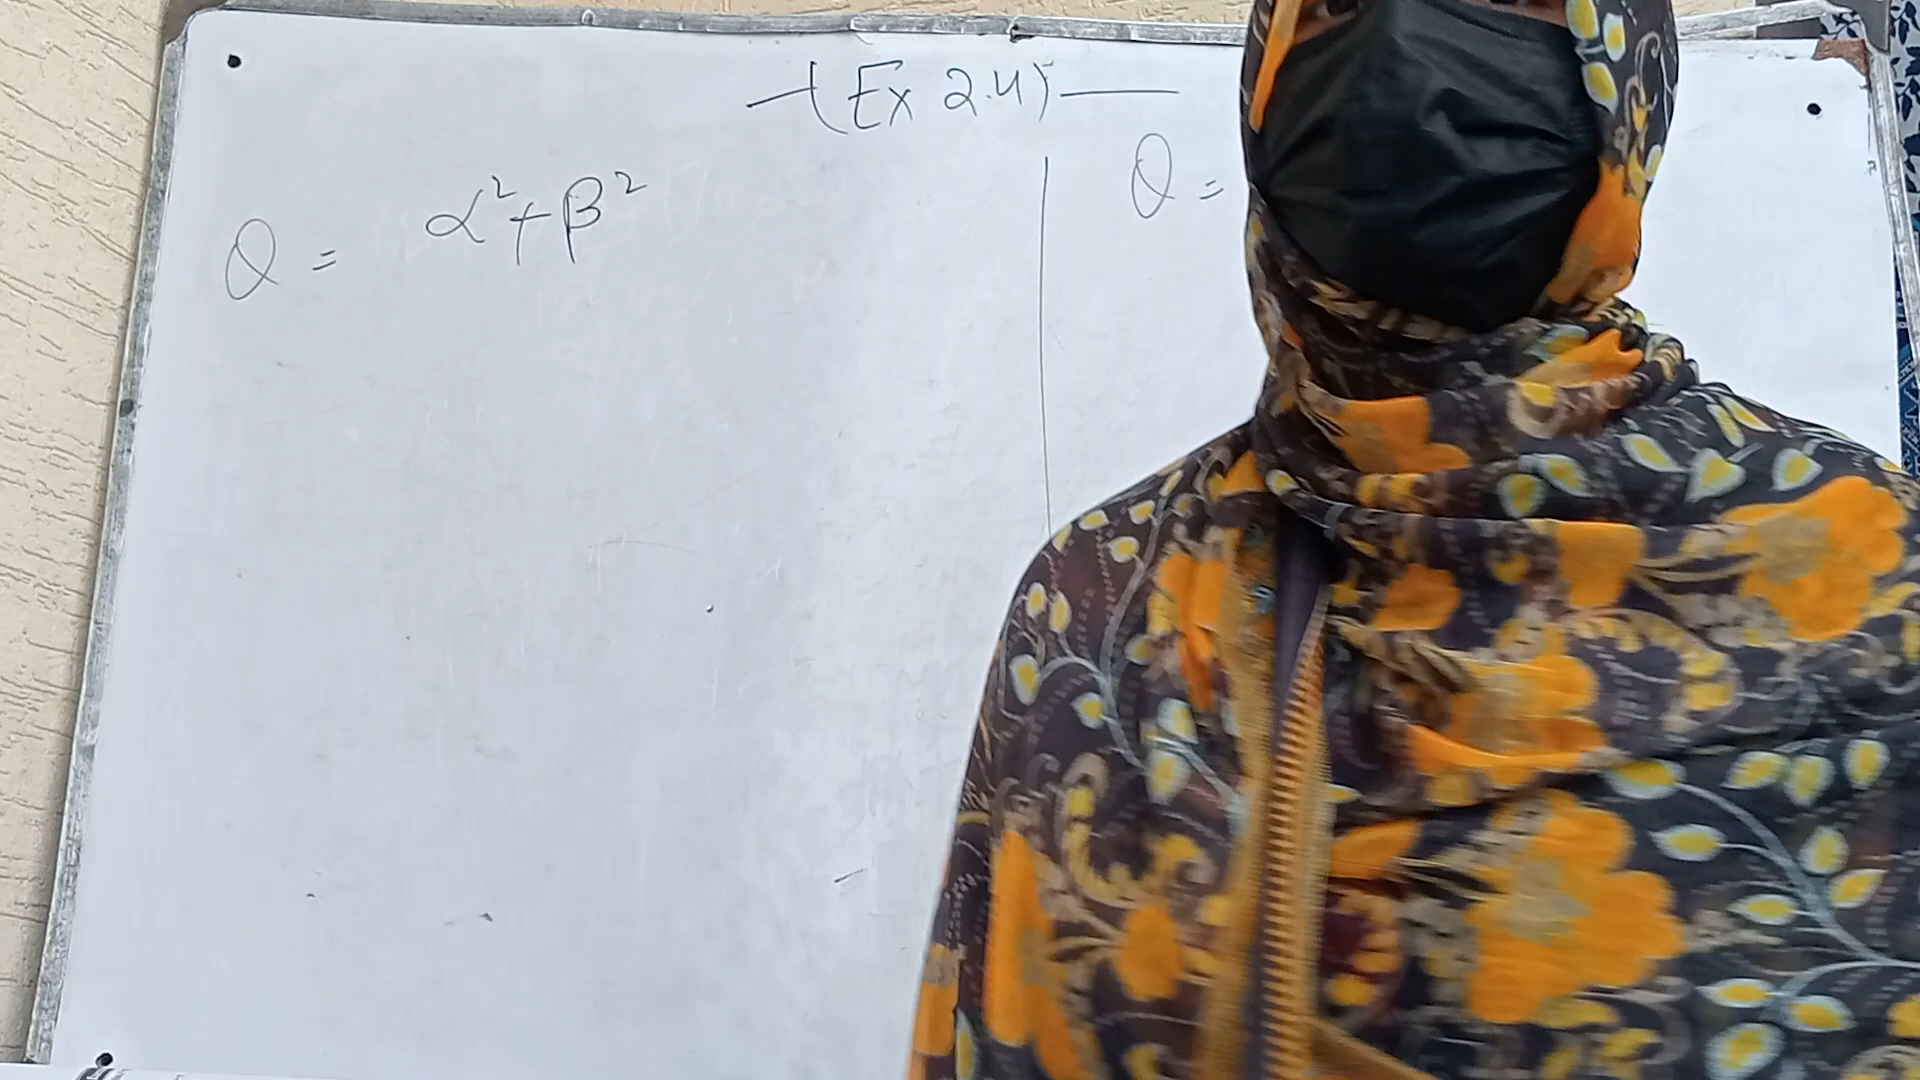 (Ex 2.4)
Q = α²+β²
Q =